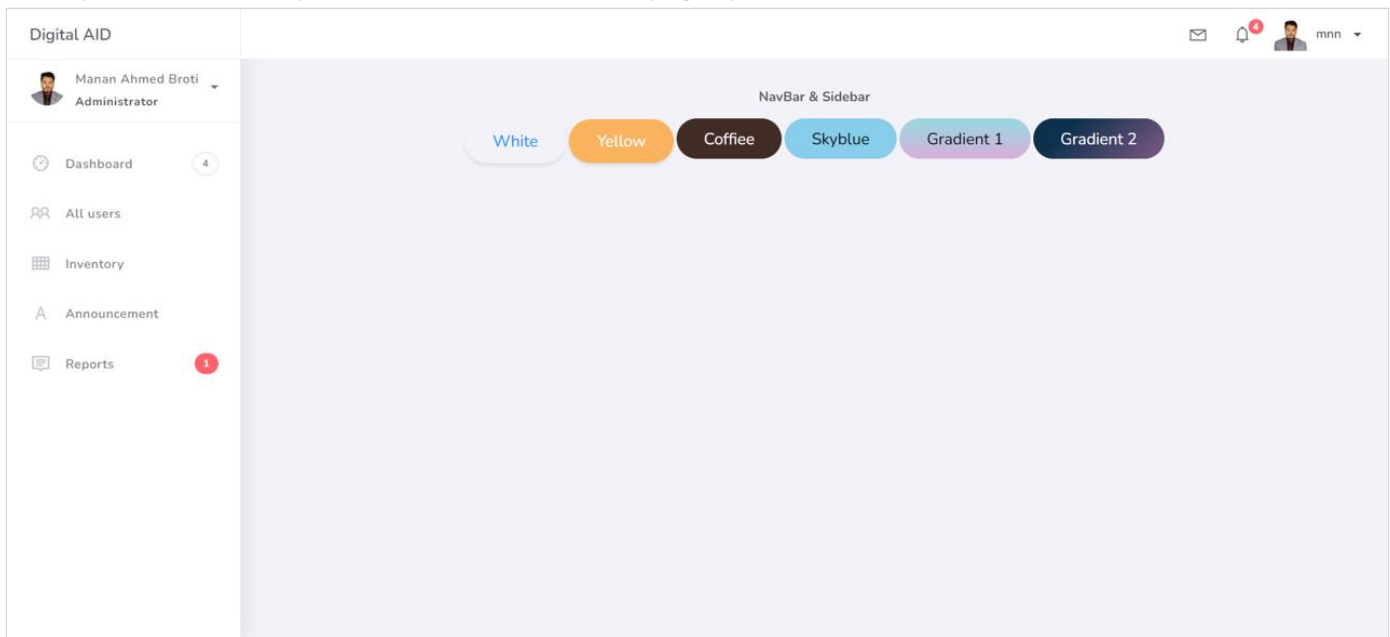 Digital AID
4
mnn
Manan Ahmed Broti
Administrator
NavBar & Sidebar
White Yellow Coffiee Skyblue Gradient 1 Gradient 2
Dashboard 4
All users
Inventory
A Announcement
Reports 1